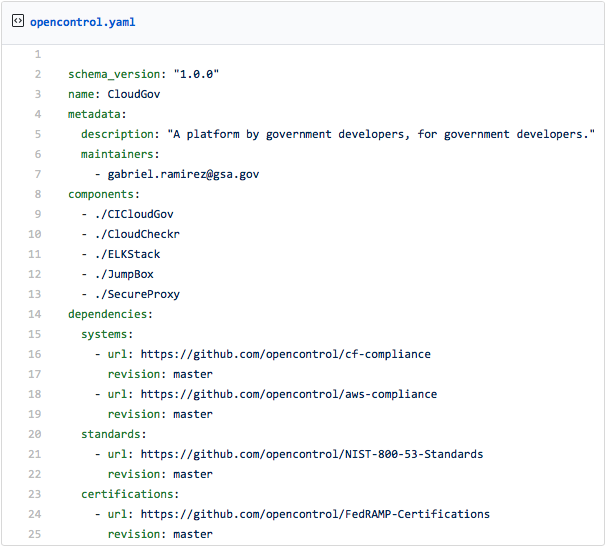 opencontrol.yaml
1
2 schema_version: "1.0.0"
3 name: CloudGov
4 metadata:
5   description: "A platform by government developers, for government developers."
6   maintainers:
7     - gabriel.ramirez@gsa.gov
8 components:
9   - ./CICloudGov
10   - ./CloudCheckr
11   - ./ELKStack
12   - ./JumpBox
13   - ./SecureProxy
14 dependencies:
15   systems:
16     - url: https://github.com/opencontrol/cf-compliance
17       revision: master
18     - url: https://github.com/opencontrol/aws-compliance
19       revision: master
20   standards:
21     - url: https://github.com/opencontrol/NIST-800-53-Standards
22       revision: master
23   certifications:
24     - url: https://github.com/opencontrol/FedRAMP-Certifications
25       revision: master